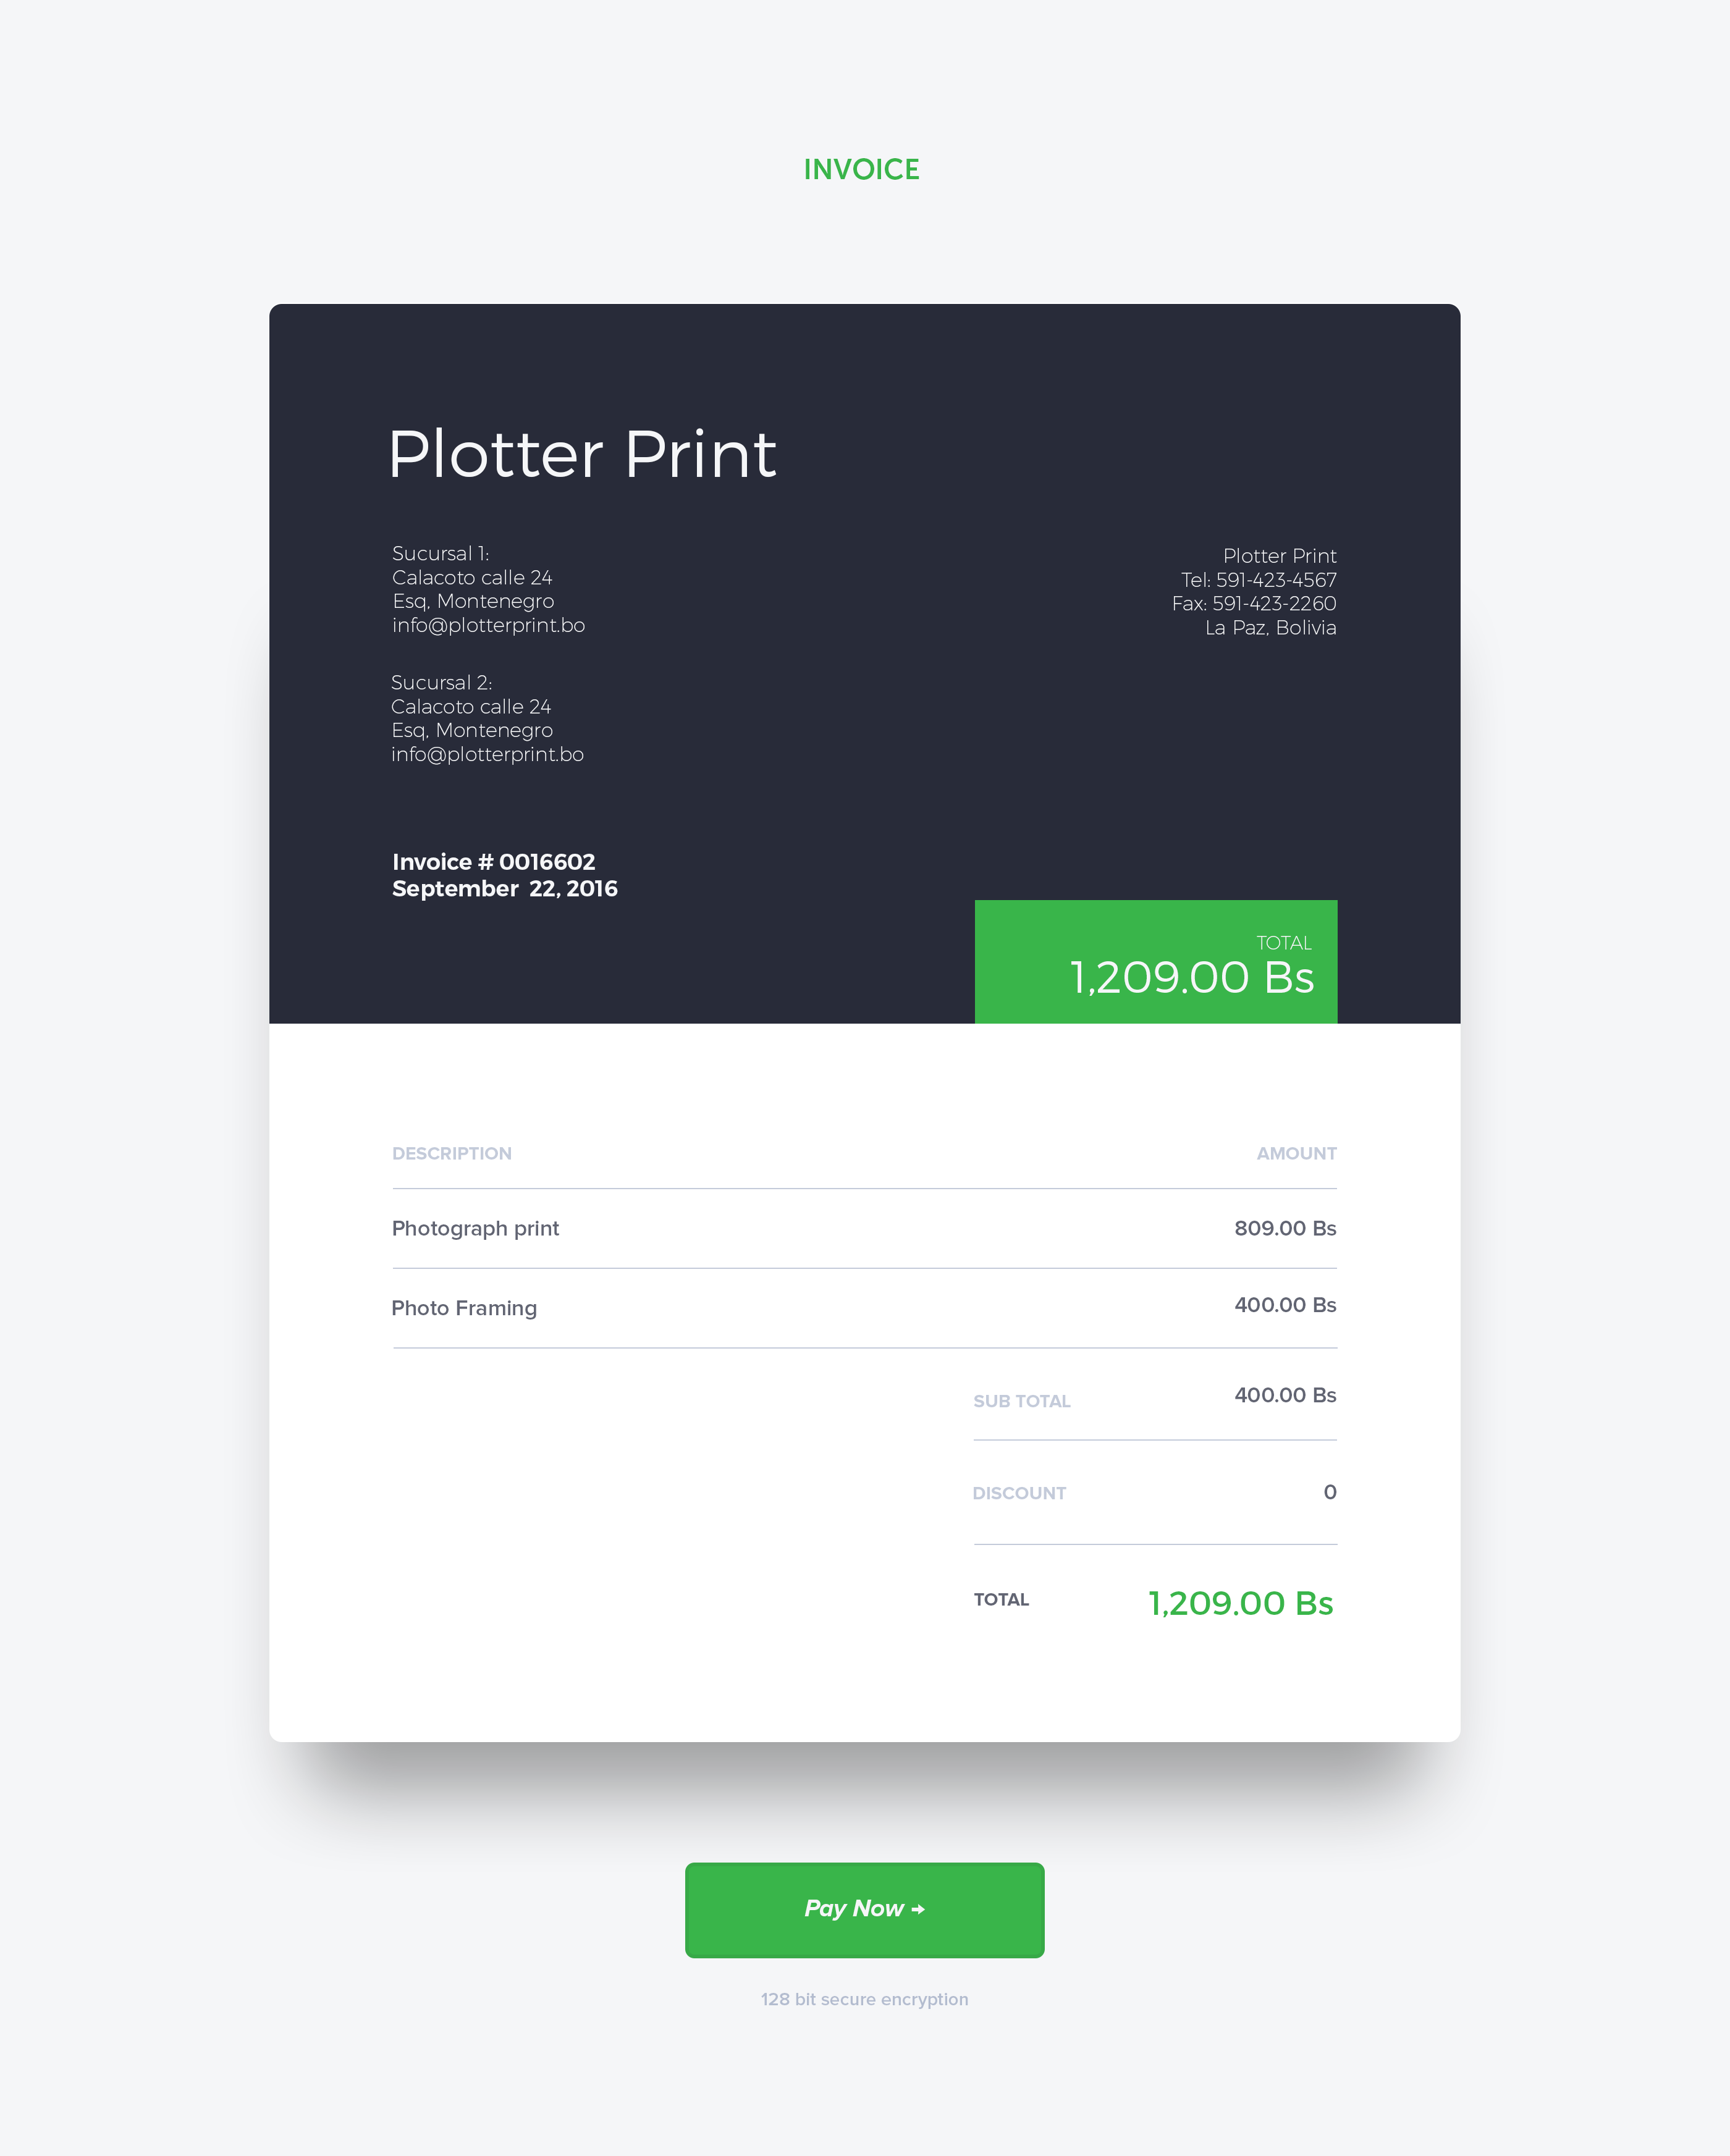 INVOICE
Plotter Print
Sucursal 1:
Calacoto calle 24
Esq, Montenegro
info@plotterprint.bo
Plotter Print
Tel: 591-423-4567
Fax: 591-423-2260
La Paz, Bolivia
Sucursal 2:
Calacoto calle 24
Esq, Montenegro
info@plotterprint.bo
Invoice # 0016602
September 22, 2016
TOTAL
1,209.00 Bs
DESCRIPTION AMOUNT
Photograph print 809.00 Bs
Photo Framing 400.00 Bs
SUB TOTAL 400.00 Bs
DISCOUNT 0
TOTAL 1,209.00 Bs
Pay Now →
128 bit secure encryption